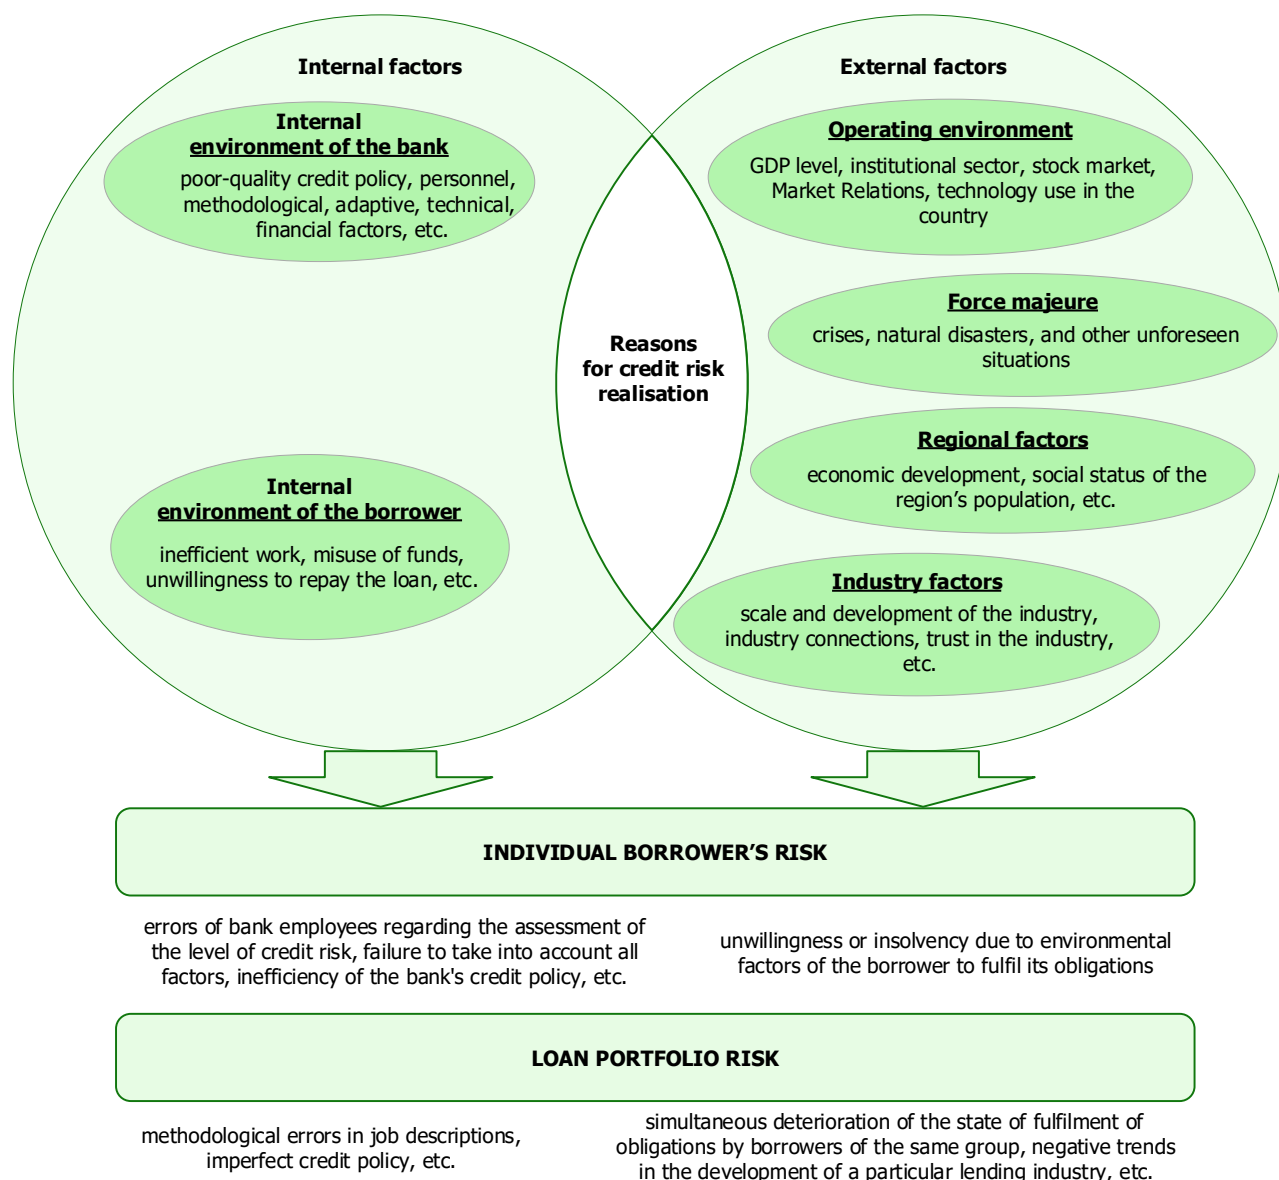 Internal factors
Internal
environment of the bank
poor-quality credit policy, personnel,
methodological, adaptive, technical,
financial factors, etc.
Internal
environment of the borrower
inefficient work, misuse of funds,
unwillingness to repay the loan, etc.
Reasons
for credit risk
realisation
External factors
Operating environment
GDP level, institutional sector, stock market,
Market Relations, technology use in the
country
Force majeure
crises, natural disasters, and other unforeseen
situations
Regional factors
economic development, social status of the
region’s population, etc.
Industry factors
scale and development of the industry,
industry connections, trust in the industry,
etc.
INDIVIDUAL BORROWER’S RISK
errors of bank employees regarding the assessment of
the level of credit risk, failure to take into account all
factors, inefficiency of the bank's credit policy, etc.
unwillingness or insolvency due to environmental
factors of the borrower to fulfil its obligations
LOAN PORTFOLIO RISK
methodological errors in job descriptions,
imperfect credit policy, etc.
simultaneous deterioration of the state of fulfilment of
obligations by borrowers of the same group, negative trends
in the development of a particular lending industry, etc.